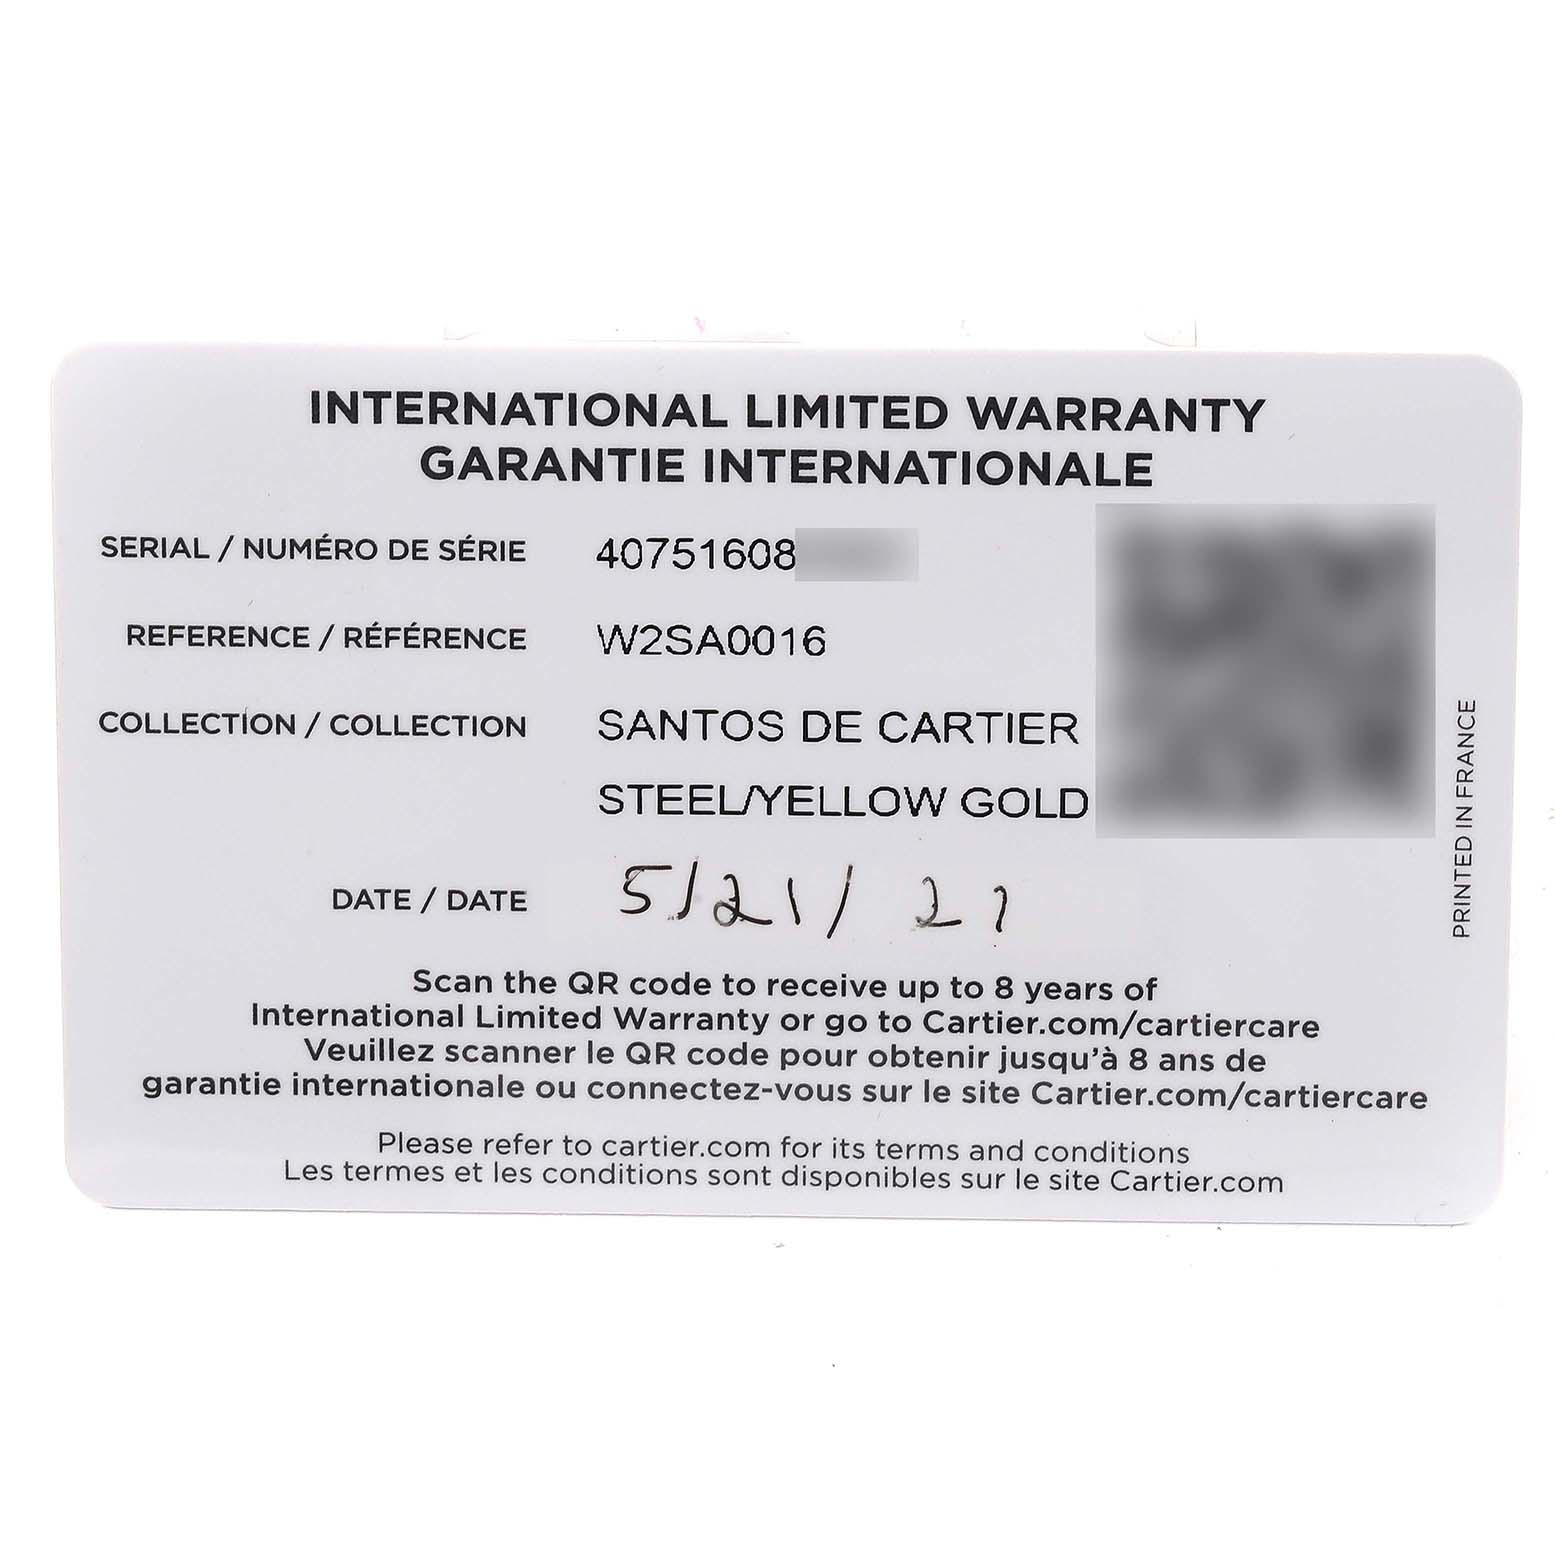 INTERNATIONAL LIMITED WARRANTY
GARANTIE INTERNATIONALE
SERIAL / NUMÉRO DE SÉRIE 40751608
REFERENCE / RÉFÉRENCE W2SA0016
COLLECTION / COLLECTION SANTOS DE CARTIER
STEEL/YELLOW GOLD
DATE / DATE 5/21/21
Scan the QR code to receive up to 8 years of
International Limited Warranty or go to Cartier.com/cartiercare
Veuillez scanner le QR code pour obtenir jusqu'à 8 ans de
garantie internationale ou connectez-vous sur le site Cartier.com/cartiercare
Please refer to cartier.com for its terms and conditions
Les termes et les conditions sont disponibles sur le site Cartier.com
PRINTED IN FRANCE